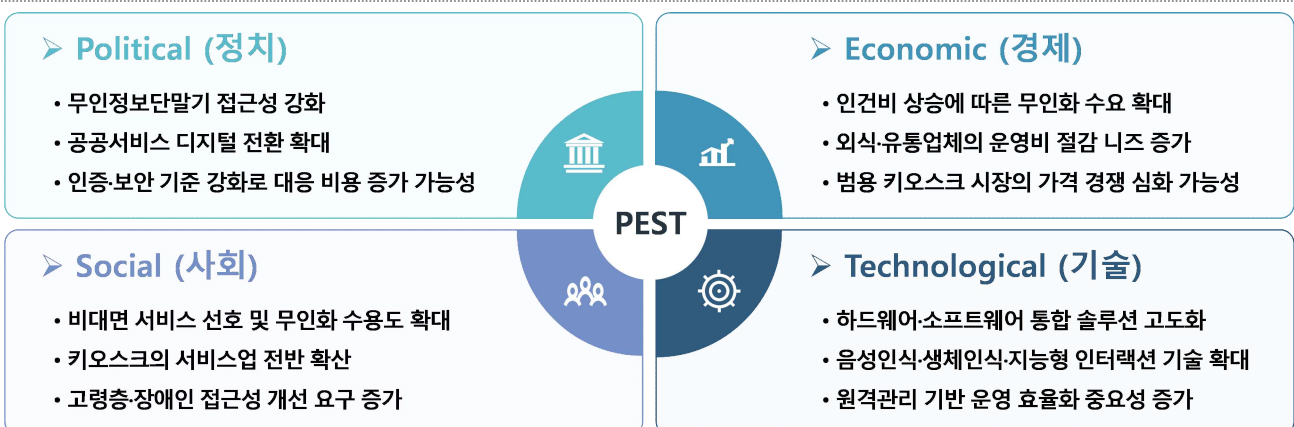 ➢ Political (정치)
• 무인정보단말기 접근성 강화
• 공공서비스 디지털 전환 확대
• 인증·보안 기준 강화로 대응 비용 증가 가능성
➢ Economic (경제)
• 인건비 상승에 따른 무인화 수요 확대
• 외식·유통업체의 운영비 절감 니즈 증가
• 범용 키오스크 시장의 가격 경쟁 심화 가능성
PEST
➢ Social (사회)
• 비대면 서비스 선호 및 무인화 수용도 확대
• 키오스크의 서비스업 전반 확산
• 고령층·장애인 접근성 개선 요구 증가
➢ Technological (기술)
• 하드웨어·소프트웨어 통합 솔루션 고도화
• 음성인식·생체인식·지능형 인터랙션 기술 확대
• 원격관리 기반 운영 효율화 중요성 증가